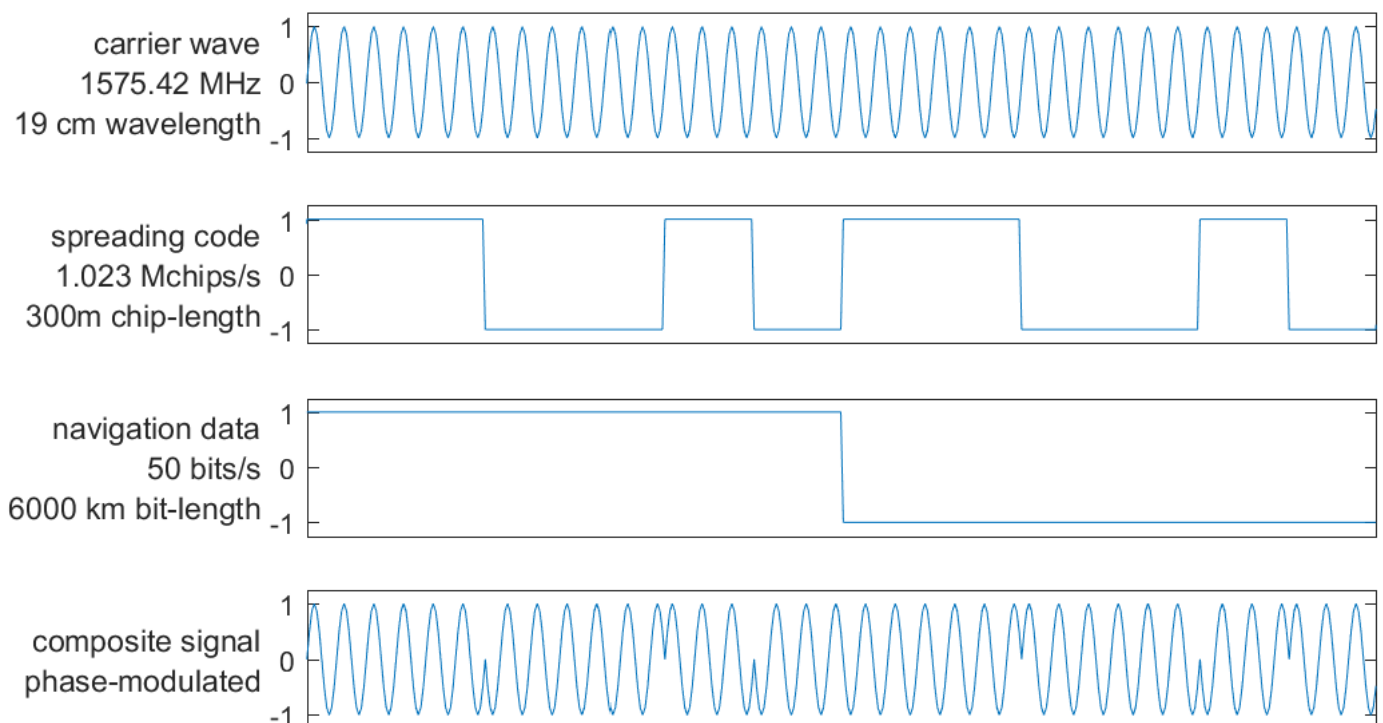 carrier wave
1575.42 MHz
19 cm wavelength
1
0
-1
spreading code
1.023 Mchips/s
300m chip-length
1
0
-1
navigation data
50 bits/s
6000 km bit-length
1
0
-1
composite signal
phase-modulated
1
0
-1